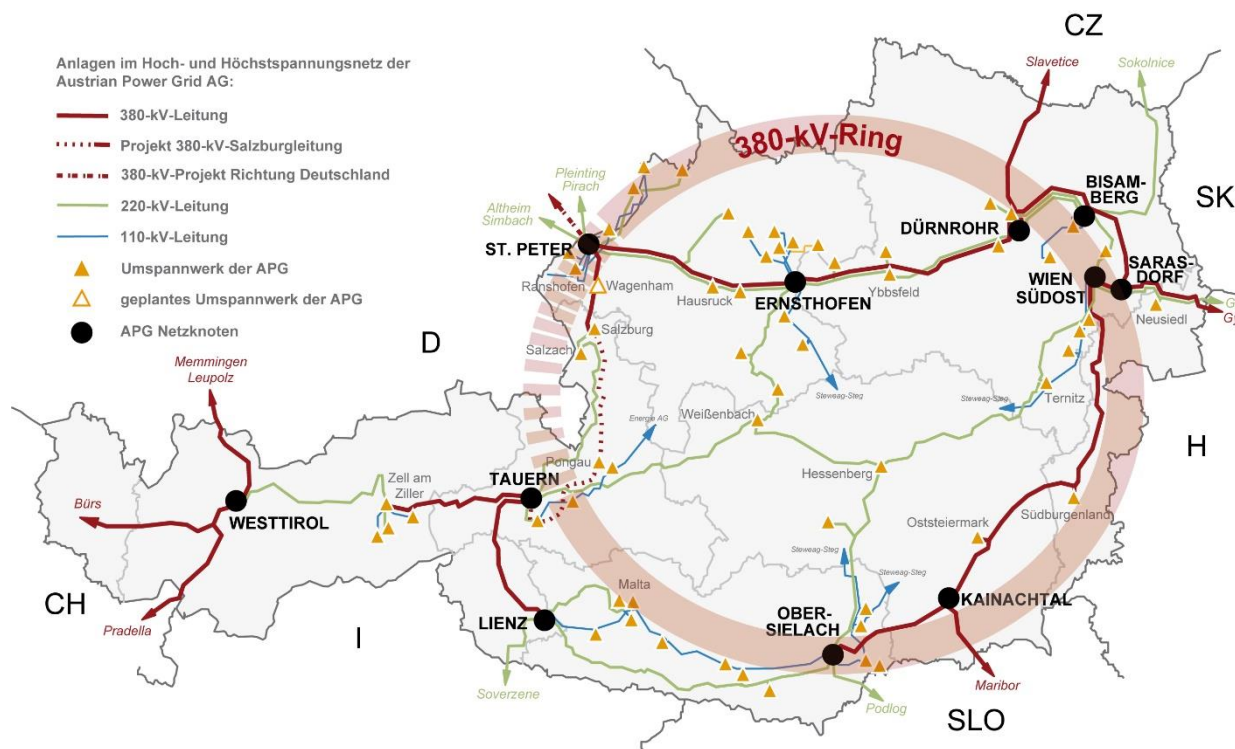 CZ
Anlagen im Hoch- und Höchstspannungsnetz der
Austrian Power Grid AG:
380-kV-Leitung
Projekt 380-kV-Salzburgleitung
380-kV-Projekt Richtung Deutschland
220-kV-Leitung
110-kV-Leitung
Umspannwerk der APG
geplantes Umspannwerk der APG
APG Netzknoten
Slavetice
Sokolnice
380-kV-Ring
Pleinting
Pirach
Altheim
Simbach
ST. PETER
Ranshofen
Wagenham
Hausruck
ERNSTHOFEN
Ybbsfeld
DÜRNROHR
BISAM-
BERG
SK
SARAS-
DORF
WIEN
SÜDOST
Neusiedl
G
Gy
Salzburg
Salzach
D
Memmingen
Leupolz
Steweag-Steg
Steweag-Steg
Ternitz
Weißenbach
Energie AG
H
Pongau
Hessenberg
TAUERN
Zell am
Ziller
WESTTIROL
Bürs
Südburgenland
Oststeiermark
Steweag-Steg
Steweag-Steg
CH
Pradella
I
Malta
LIENZ
OBER-
SIELACH
KAINACHTAL
Soverzene
Podlog
Maribor
SLO